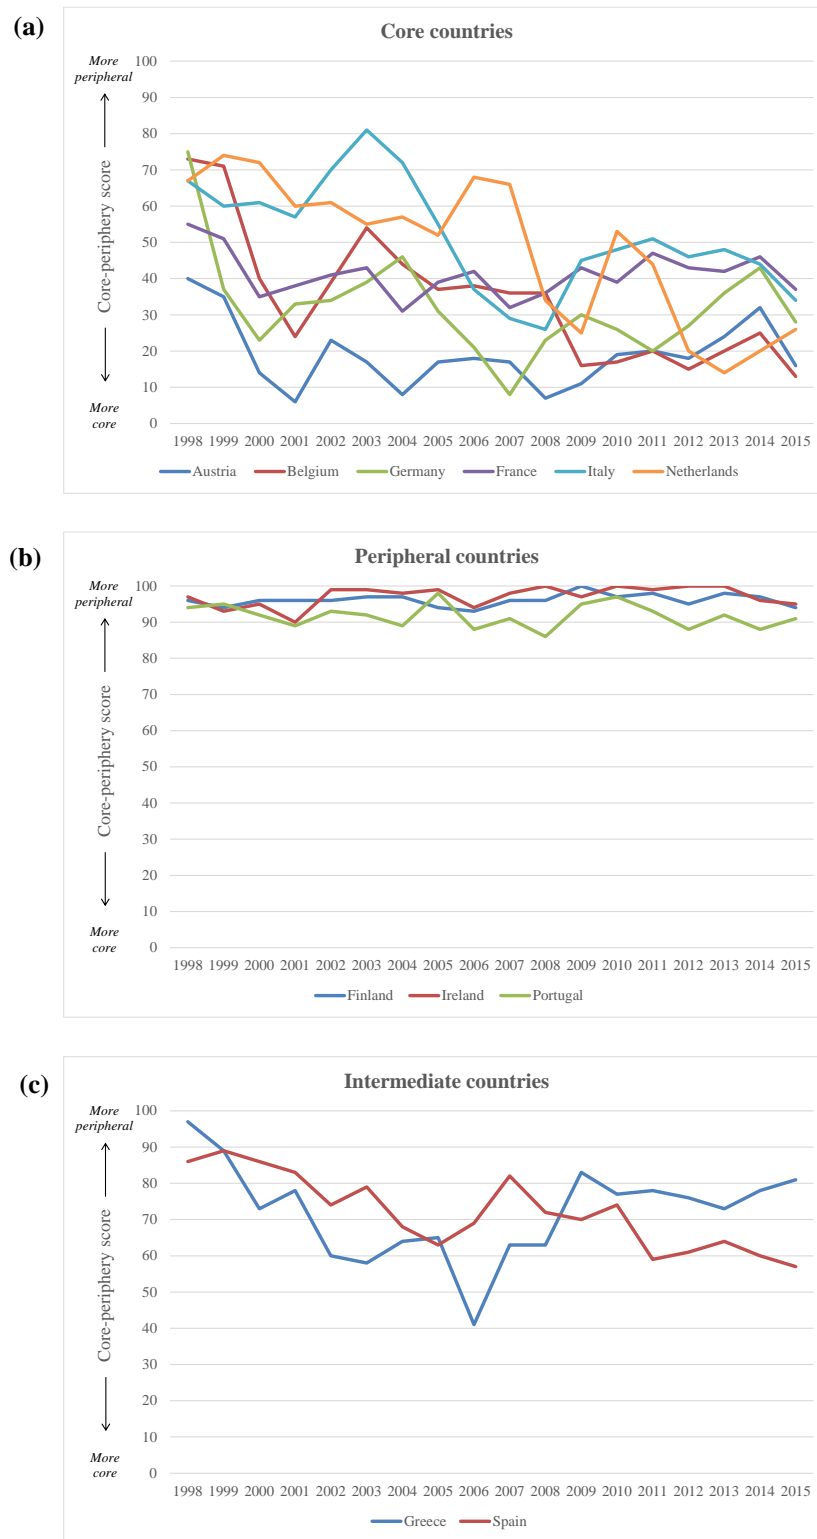 (a)
Core countries
More
peripheral
Core-periphery score
More
core
100
90
80
70
60
50
40
30
20
10
0
1998 1999 2000 2001 2002 2003 2004 2005 2006 2007 2008 2009 2010 2011 2012 2013 2014 2015
Austria Belgium Germany France Italy Netherlands
(b)
Peripheral countries
More
peripheral
Core-periphery score
More
core
100
90
80
70
60
50
40
30
20
10
0
1998 1999 2000 2001 2002 2003 2004 2005 2006 2007 2008 2009 2010 2011 2012 2013 2014 2015
Finland Ireland Portugal
(c)
Intermediate countries
More
peripheral
Core-periphery score
More
core
100
90
80
70
60
50
40
30
20
10
0
1998 1999 2000 2001 2002 2003 2004 2005 2006 2007 2008 2009 2010 2011 2012 2013 2014 2015
Greece Spain